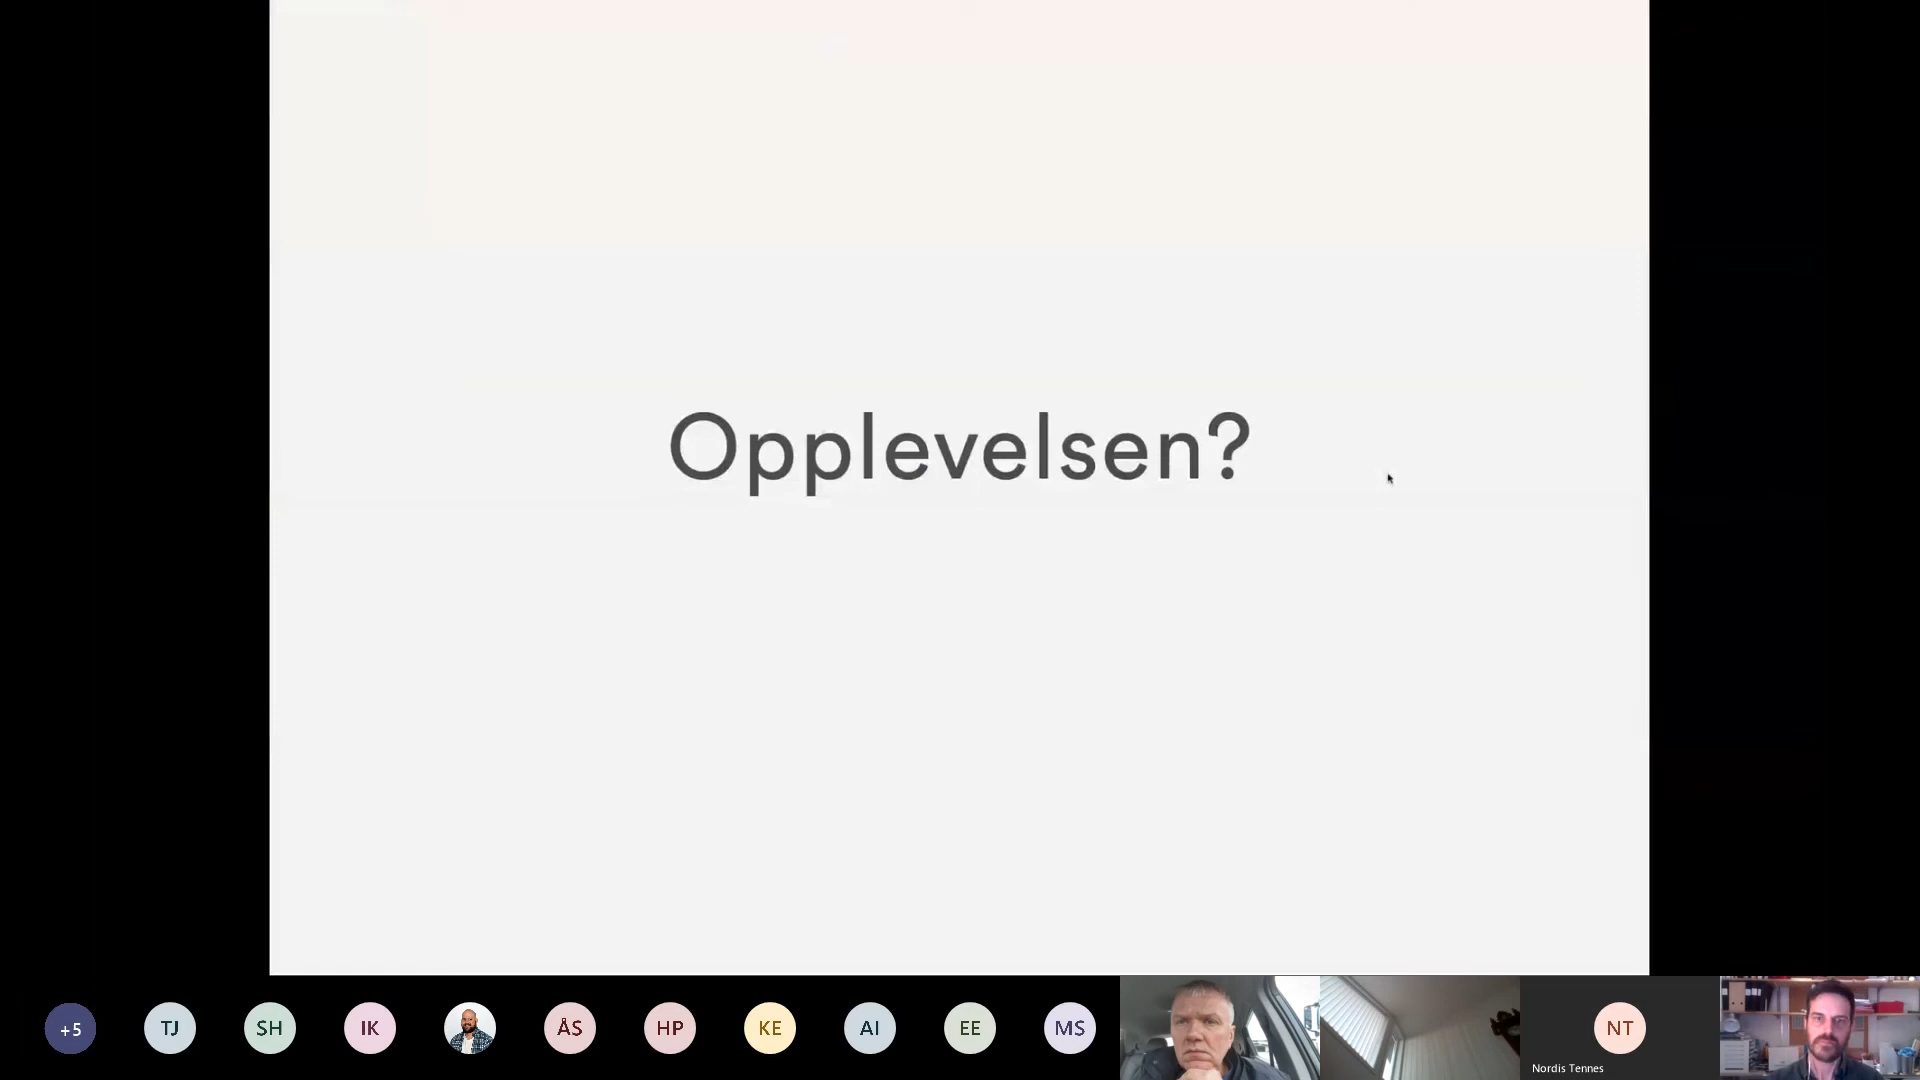 Opplevelsen?
+5
TJ
SH
IK
ÅS
HP
KE
AI
EE
MS
NT
Nordis Tennes